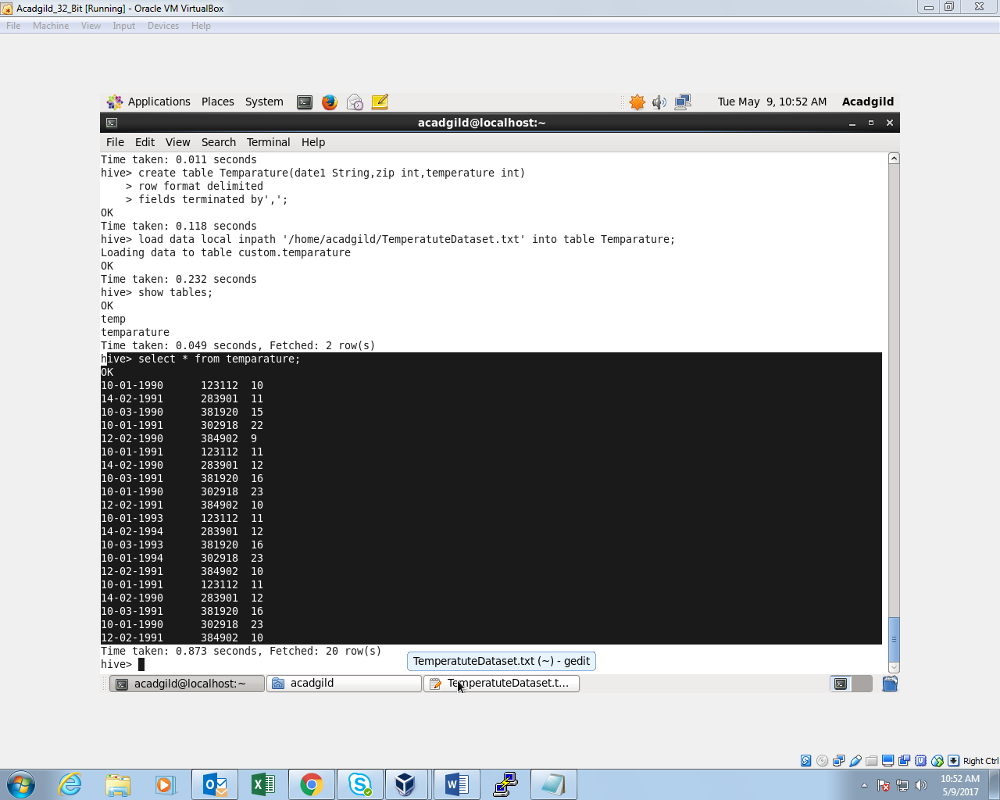 Acadgild_32_Bit [Running] - Oracle VM VirtualBox
File Machine View Input Devices Help
Applications Places System Tue May 9, 10:52 AM Acadgild
acadgild@localhost:~
File Edit View Search Terminal Help
Time taken: 0.011 seconds
hive> create table Temparature(date1 String,zip int,temperature int)
    > row format delimited
    > fields terminated by',';
OK
Time taken: 0.118 seconds
hive> load data local inpath '/home/acadgild/TemperatuteDataset.txt' into table Temparature;
Loading data to table custom.temparature
OK
Time taken: 0.232 seconds
hive> show tables;
OK
temp
temparature
Time taken: 0.049 seconds, Fetched: 2 row(s)
hive> select * from temparature;
OK
10-01-1990      123112  10
14-02-1991      283901  11
10-03-1990      381920  15
10-01-1991      302918  22
12-02-1990      384902  9
10-01-1991      123112  11
14-02-1990      283901  12
10-03-1991      381920  16
10-01-1990      302918  23
12-02-1991      384902  10
10-01-1993      123112  11
14-02-1994      283901  12
10-03-1993      381920  16
10-01-1994      302918  23
12-02-1991      384902  10
10-01-1991      123112  11
14-02-1990      283901  12
10-03-1991      381920  16
10-01-1990      302918  23
12-02-1991      384902  10
Time taken: 0.873 seconds, Fetched: 20 row(s)
hive>
TemperatuteDataset.txt (~) - gedit
acadgild@localhost:~ acadgild TemperatuteDataset.t...
Right Ctrl
10:52 AM
5/9/2017